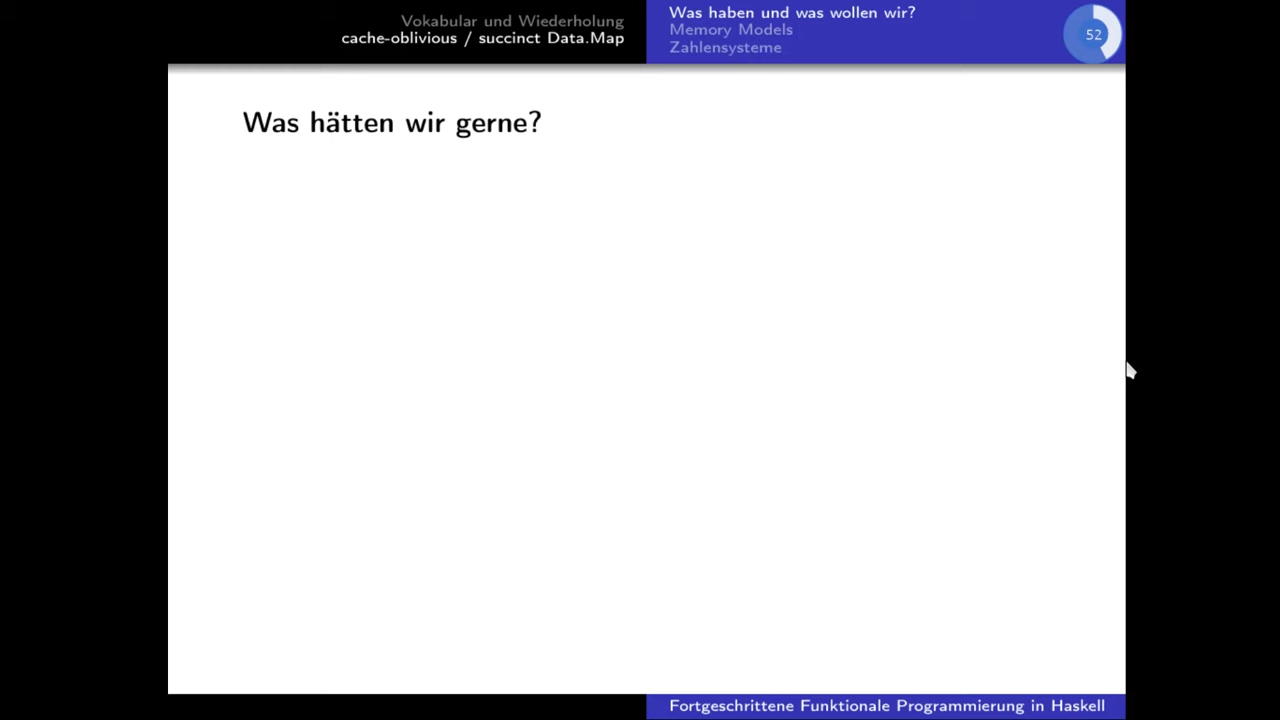 Vokabular und Wiederholung
cache-oblivious / succinct Data.Map
Was haben und was wollen wir?
Memory Models
Zahlensysteme
52
Was hätten wir gerne?
Fortgeschrittene Funktionale Programmierung in Haskell